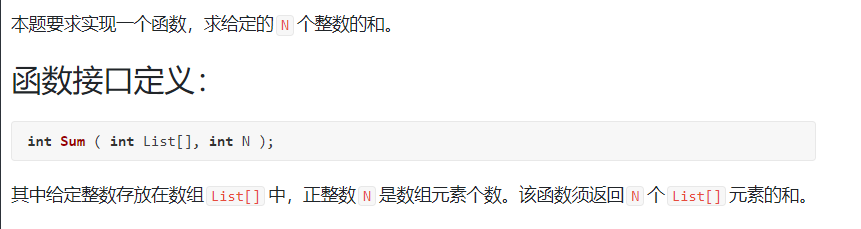 本题要求实现一个函数，求给定的N个整数的和。
函数接口定义：
int Sum ( int List[], int N );
其中给定整数存放在数组List[]中，正整数N是数组元素个数。该函数须返回N个List[]元素的和。